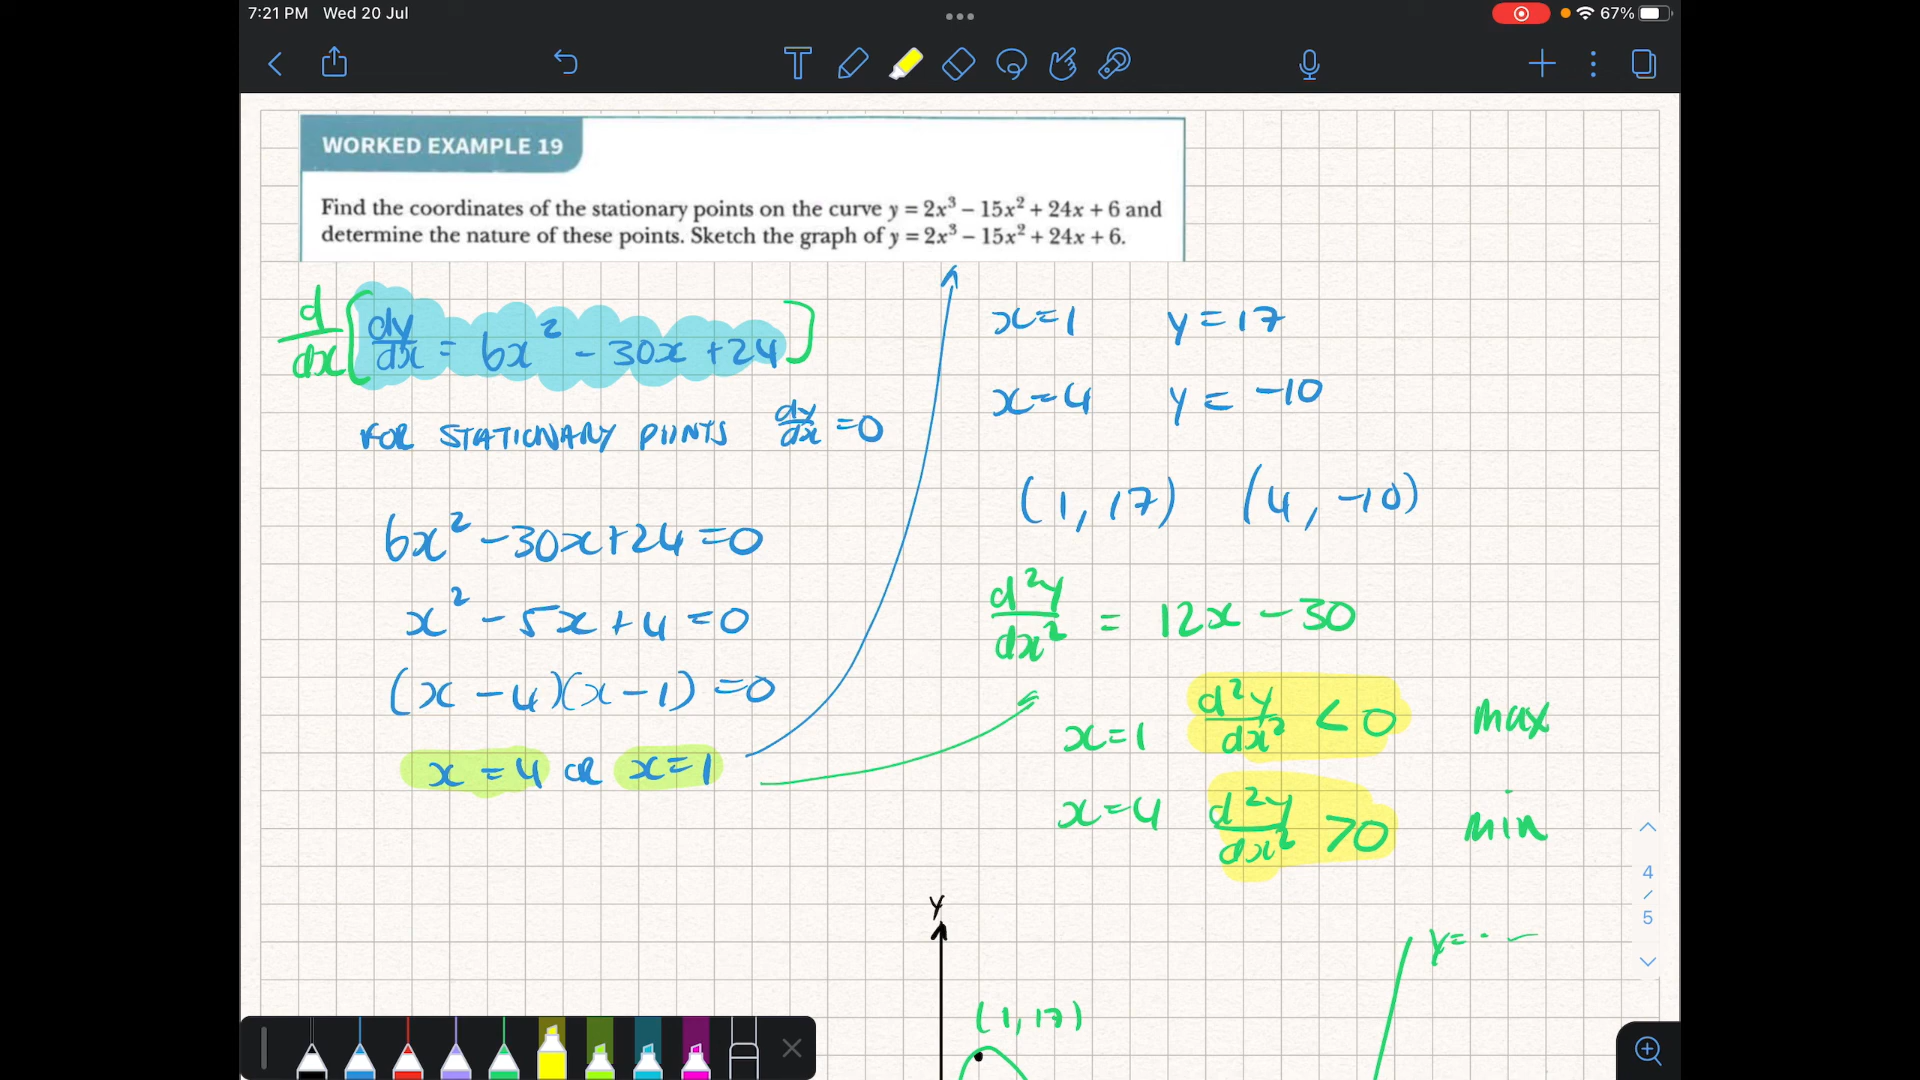 7:21 PM Wed 20 Jul
67%
WORKED EXAMPLE 19
Find the coordinates of the stationary points on the curve y = 2x³ – 15x² + 24x + 6 and
determine the nature of these points. Sketch the graph of y = 2x³ – 15x² + 24x + 6.
d/dx [dy/dx = 6x² - 30x + 24]
FOR STATIONARY POINTS dy/dx = 0
6x² - 30x + 24 = 0
x² - 5x + 4 = 0
(x - 4)(x - 1) = 0
x = 4 OR x = 1
x = 1 y = 17
x = 4 y = -10
(1, 17) (4, -10)
d²y/dx² = 12x - 30
x = 1 d²y/dx² < 0 max
x = 4 d²y/dx² > 0 min
4
/
5
y
y =
(1, 17)